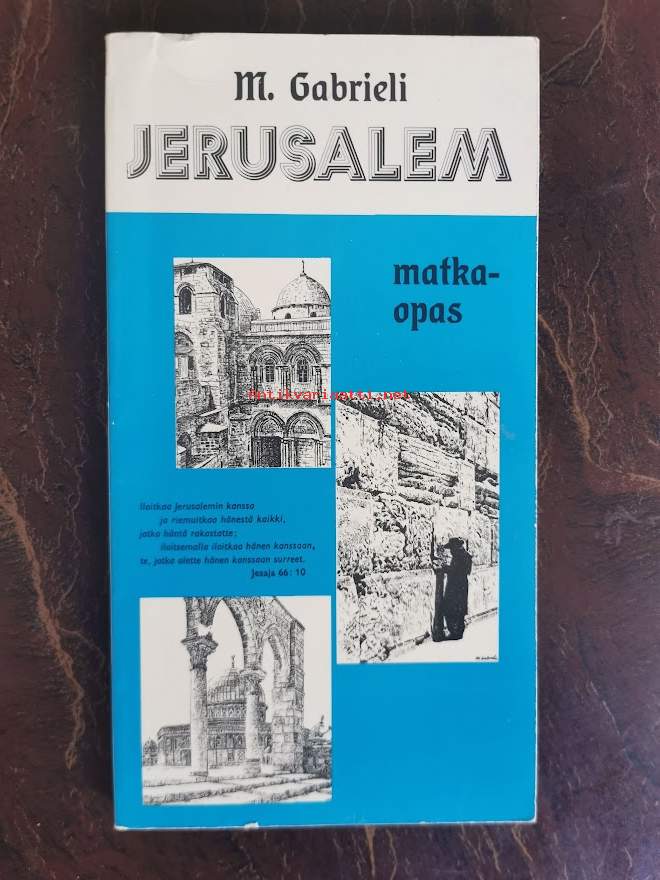 M. Gabrieli
JERUSALEM
matka-
opas
Antikvariaatti.net
Iloitkaa Jerusalemin kanssa
ja riemuitkaa hänestä kaikki,
jotka häntä rakastatte;
iloitsemalla iloitkaa hänen kanssaan,
te, jotka olette hänen kanssaan surreet.
Jesaja 66:10